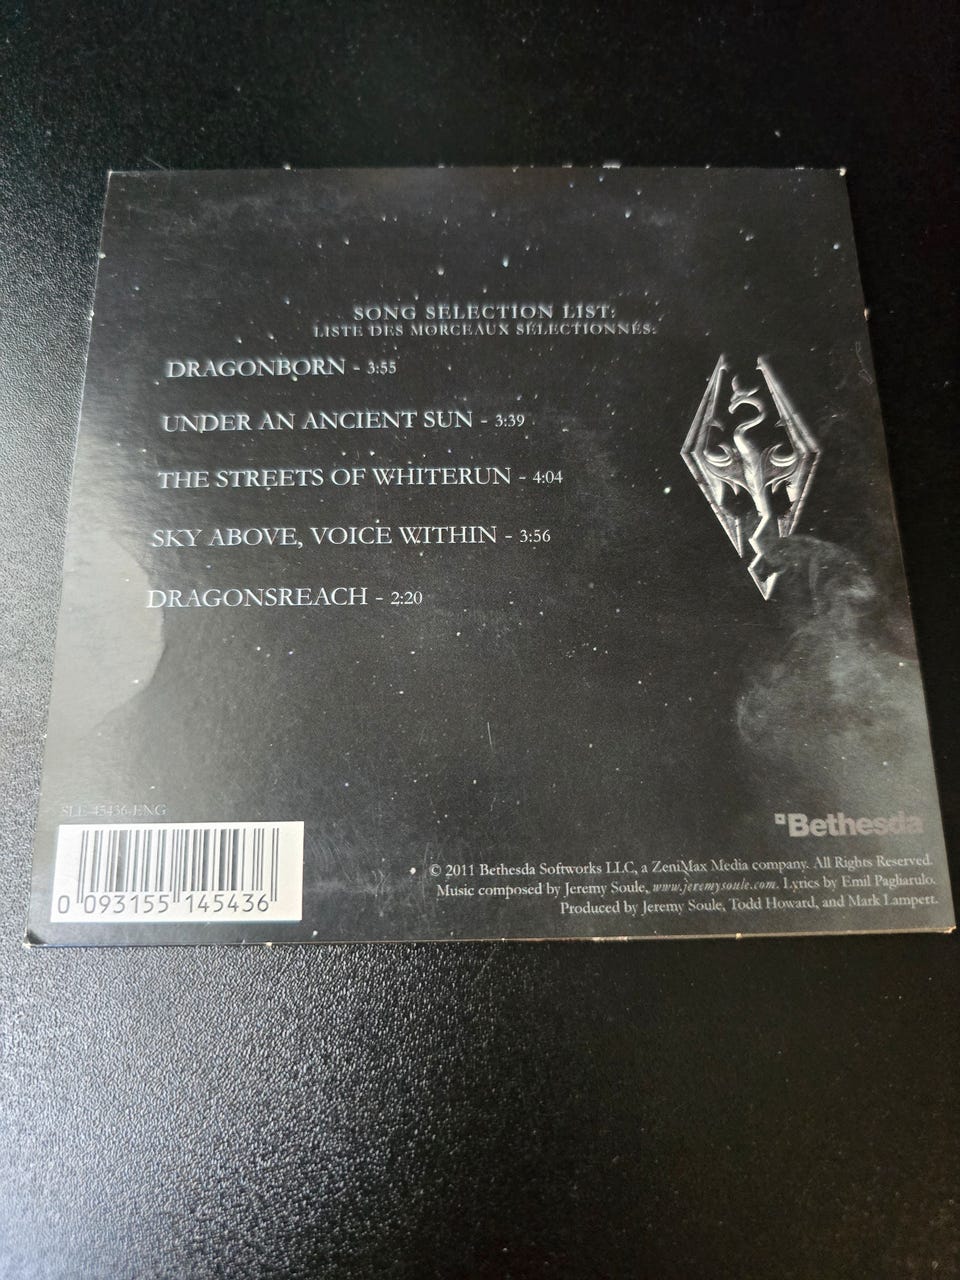 SONG SELECTION LIST:
LISTE DES MORCEAUX SÉLECTIONNÉS:
DRAGONBORN - 3:55
UNDER AN ANCIENT SUN - 3:39
THE STREETS OF WHITERUN - 4:04
SKY ABOVE, VOICE WITHIN - 3:56
DRAGONSREACH - 2:20
SLE-45436-ENG
0 093155 145436
Bethesda
© 2011 Bethesda Softworks LLC, a ZeniMax Media company. All Rights Reserved.
Music composed by Jeremy Soule, www.jeremysoule.com. Lyrics by Emil Pagliarulo.
Produced by Jeremy Soule, Todd Howard, and Mark Lampert.